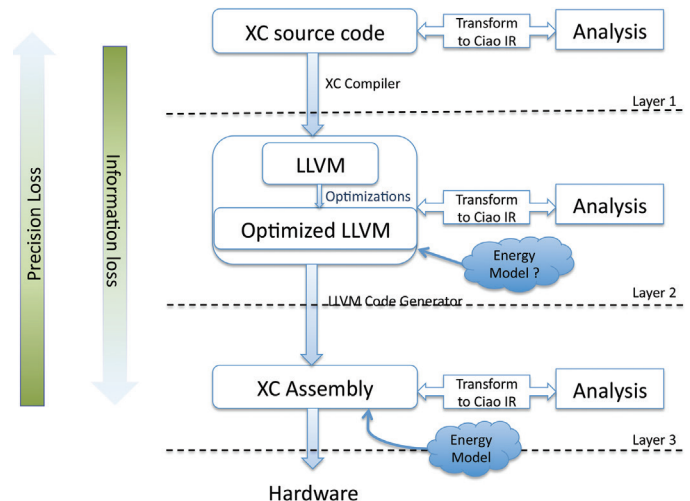 XC source code
Transform
to Ciao IR
Analysis
XC Compiler
Layer 1
LLVM
Optimizations
Optimized LLVM
Transform
to Ciao IR
Analysis
Energy
Model ?
LLVM Code Generator
Layer 2
XC Assembly
Transform
to Ciao IR
Analysis
Energy
Model
Layer 3
Hardware
Precision Loss
Information loss